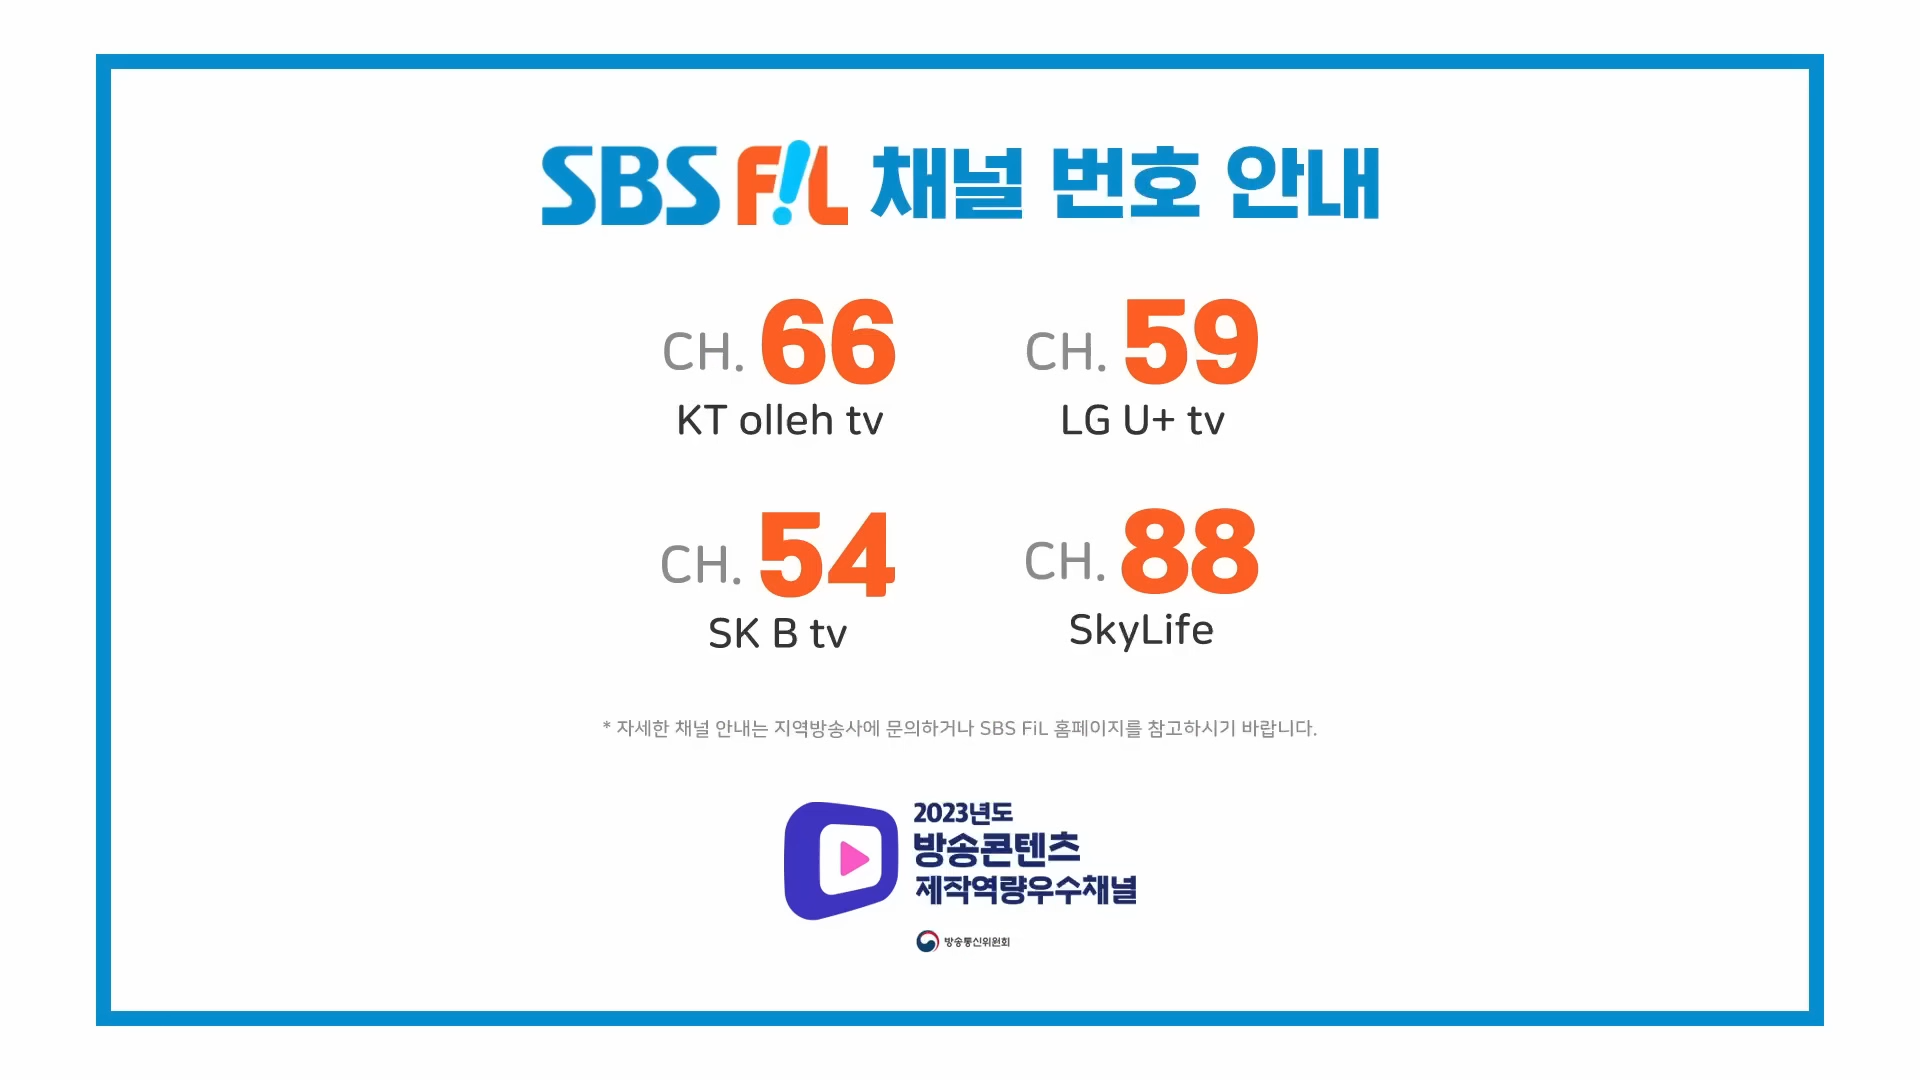 SBS F!L 채널 번호 안내
CH. 66
KT olleh tv
CH. 59
LG U+ tv
CH. 54
SK B tv
CH. 88
SkyLife
* 자세한 채널 안내는 지역방송사에 문의하거나 SBS FiL 홈페이지를 참고하시기 바랍니다.
2023년도
방송콘텐츠
제작역량우수채널
방송통신위원회